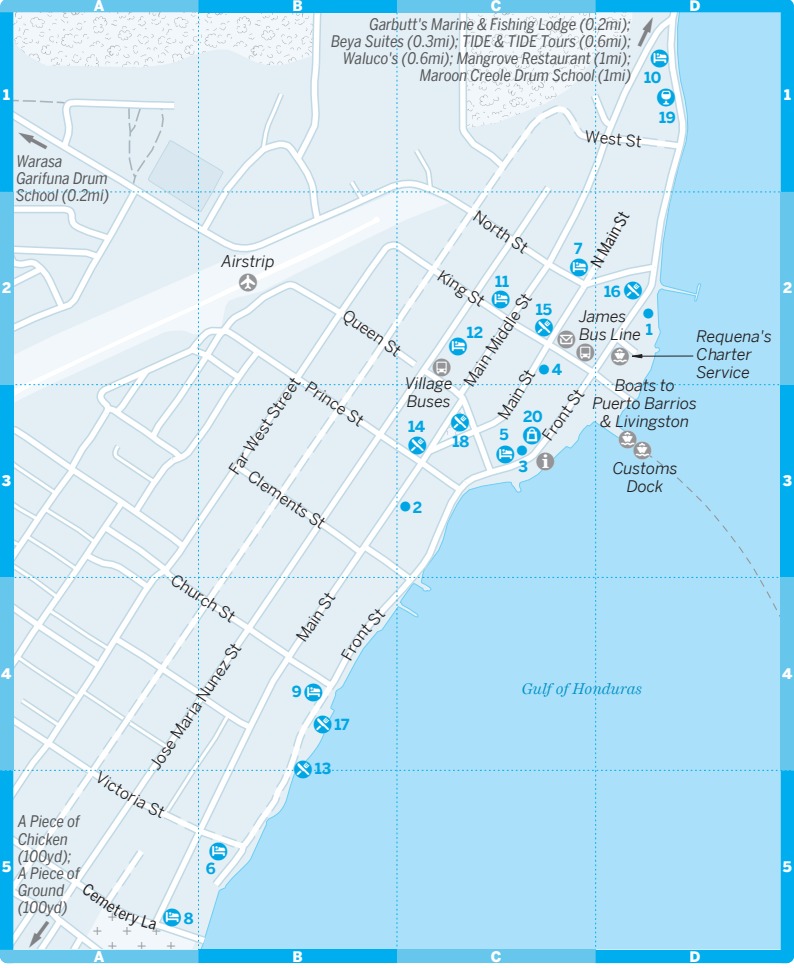 A
B
C
D
Garbutt's Marine & Fishing Lodge (0.2mi);
Beya Suites (0.3mi); TIDE & TIDE Tours (0.6mi);
Waluco's (0.6mi); Mangrove Restaurant (1mi);
Maroon Creole Drum School (1mi)
10
1
1
19
West St
Warasa
Garifuna Drum
School (0.2mi)
North St
N Main St
7
Airstrip
King St
11
2
16
2
15
James
Bus Line
1
Queen St
12
Main Middle St
Requena's
Charter
Service
4
Village
Buses
Main St
Boats to
Puerto Barrios
& Livingston
Prince St
Far West Street
Front St
20
14
18
5
3
Customs
Dock
3
3
Clements St
2
Church St
Main St
Front St
Jose Maria Nunez St
4
4
9
Gulf of Honduras
17
13
Victoria St
A Piece of
Chicken
(100yd);
A Piece of
Ground
(100yd)
5
5
6
Cemetery La
8
A
B
C
D